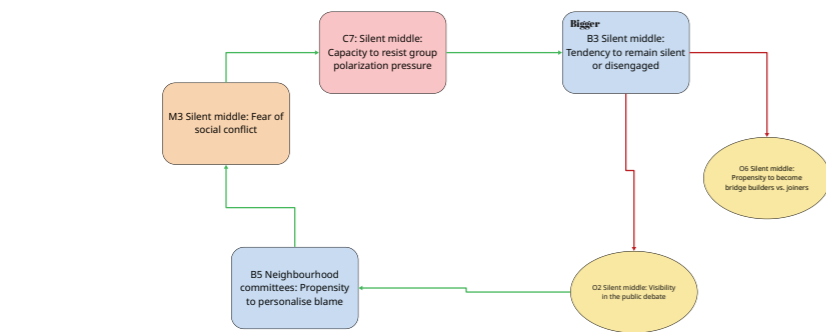 C7: Silent middle:
Capacity to resist group
polarization pressure
Bigger
B3 Silent middle:
Tendency to remain silent
or disengaged
M3 Silent middle: Fear of
social conflict
O6 Silent middle:
Propensity to become
bridge builders vs. joiners
B5 Neighbourhood
committees: Propensity
to personalise blame
O2 Silent middle: Visibility
in the public debate